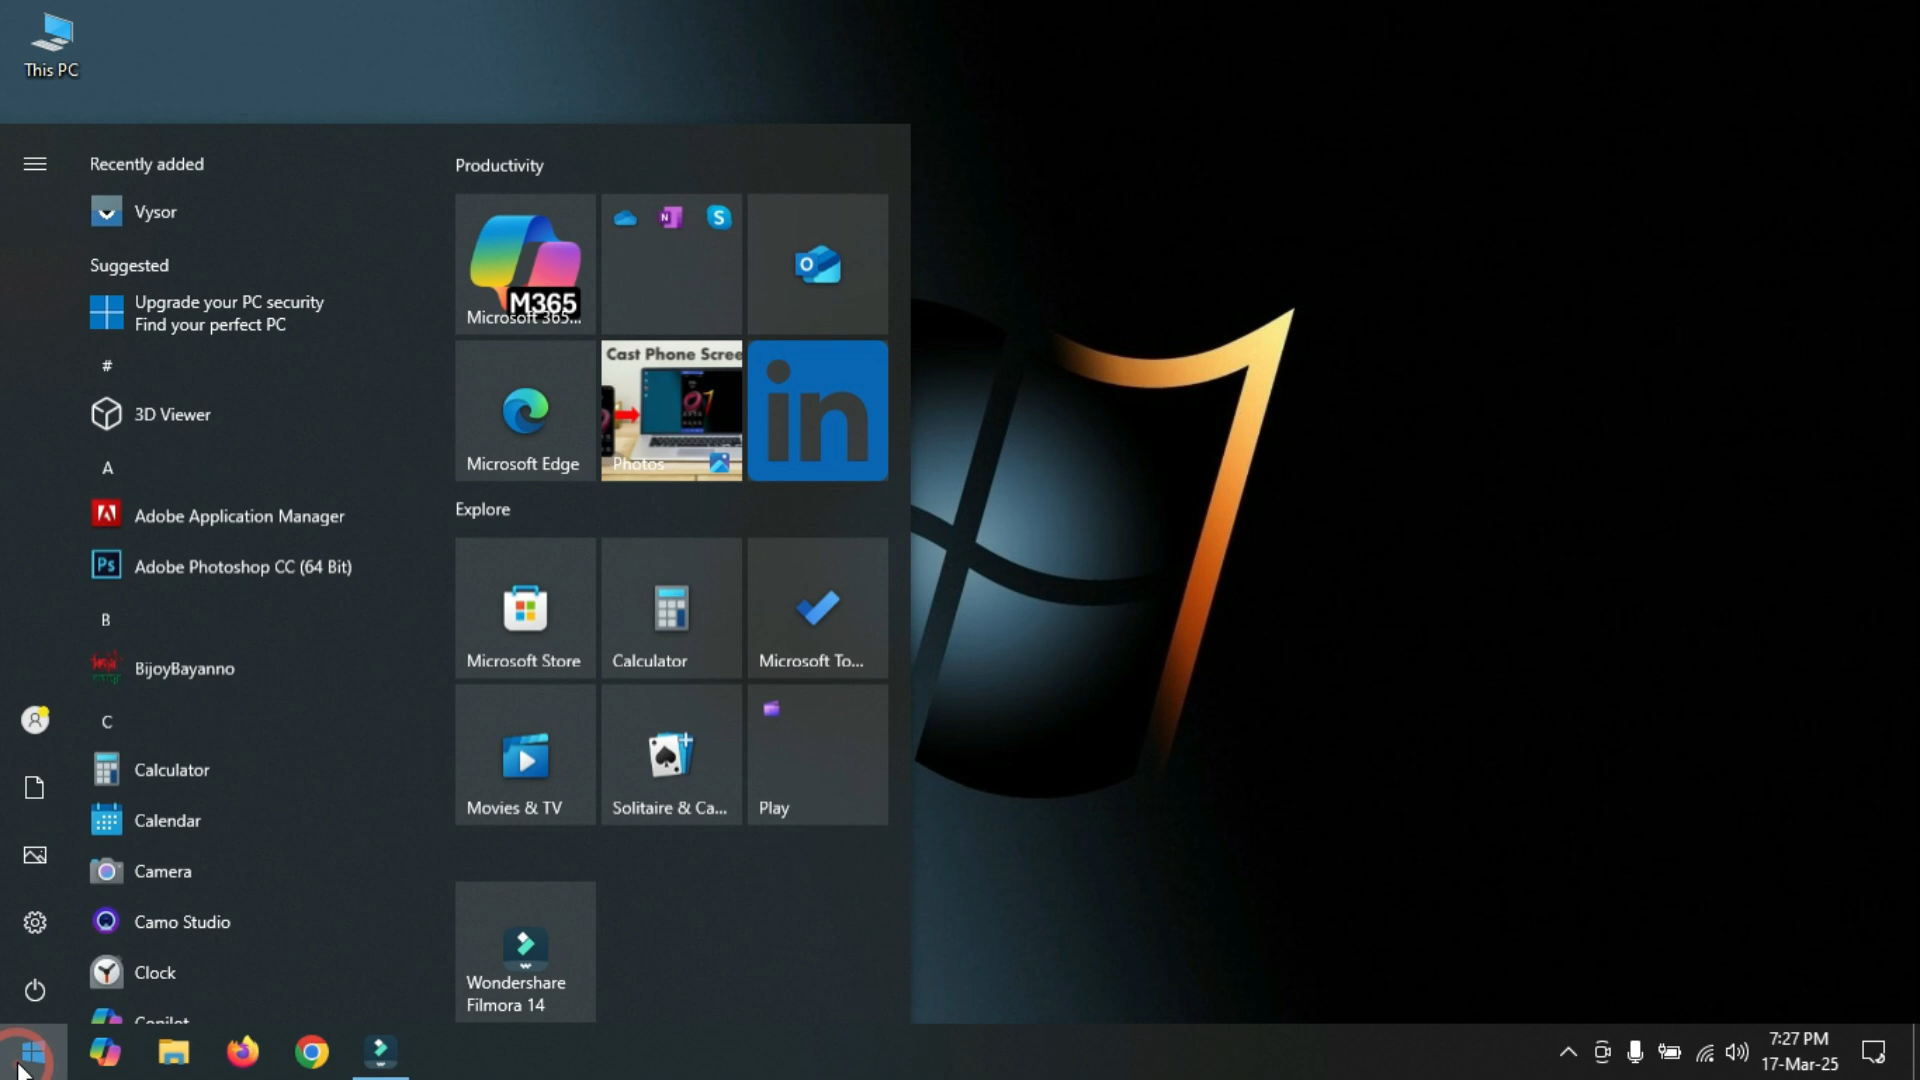 This PC
Recently added
Vysor
Suggested
Upgrade your PC security
Find your perfect PC
#
3D Viewer
A
Adobe Application Manager
Ps
Adobe Photoshop CC (64 Bit)
B
BijoyBayanno
C
Calculator
Calendar
Camera
Camo Studio
Clock
Copilot
Productivity
M365
Microsoft 365...
N
S
O
Microsoft Edge
Cast Phone Scree
Photos
in
Explore
Microsoft Store
Calculator
Microsoft To...
Movies & TV
Solitaire & Ca...
Play
Wondershare
Filmora 14
7:27 PM
17-Mar-25